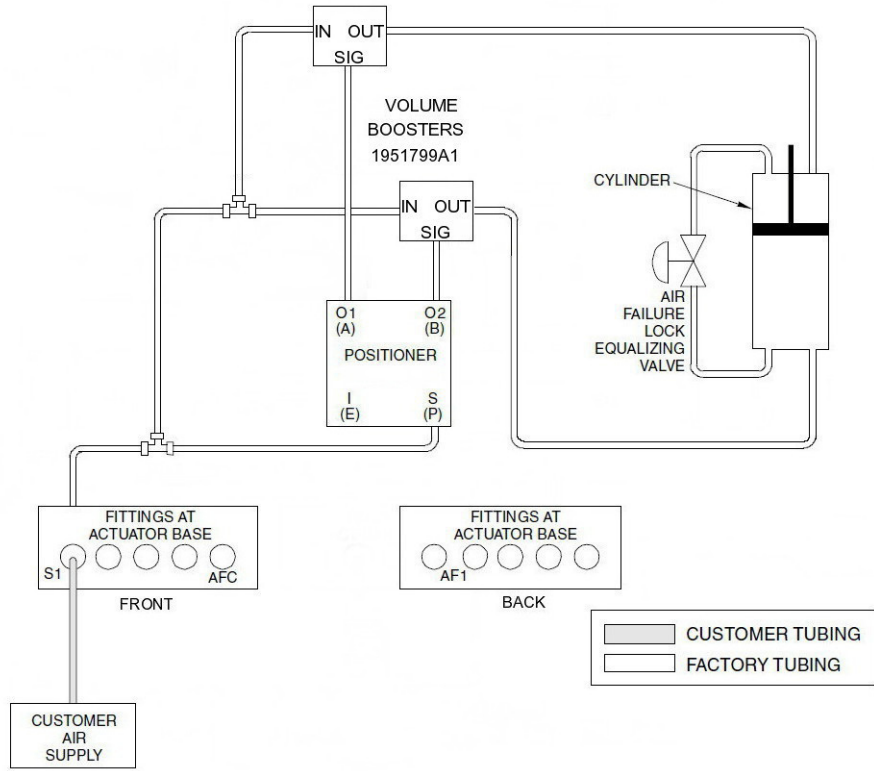 IN OUT
SIG
VOLUME
BOOSTERS
1951799A1
IN OUT
SIG
CYLINDER
AIR
FAILURE
LOCK
EQUALIZING
VALVE
O1 O2
(A) (B)
POSITIONER
I S
(E) (P)
FITTINGS AT
ACTUATOR BASE
S1 AFC
FRONT
FITTINGS AT
ACTUATOR BASE
AF1
BACK
CUSTOMER TUBING
FACTORY TUBING
CUSTOMER
AIR
SUPPLY